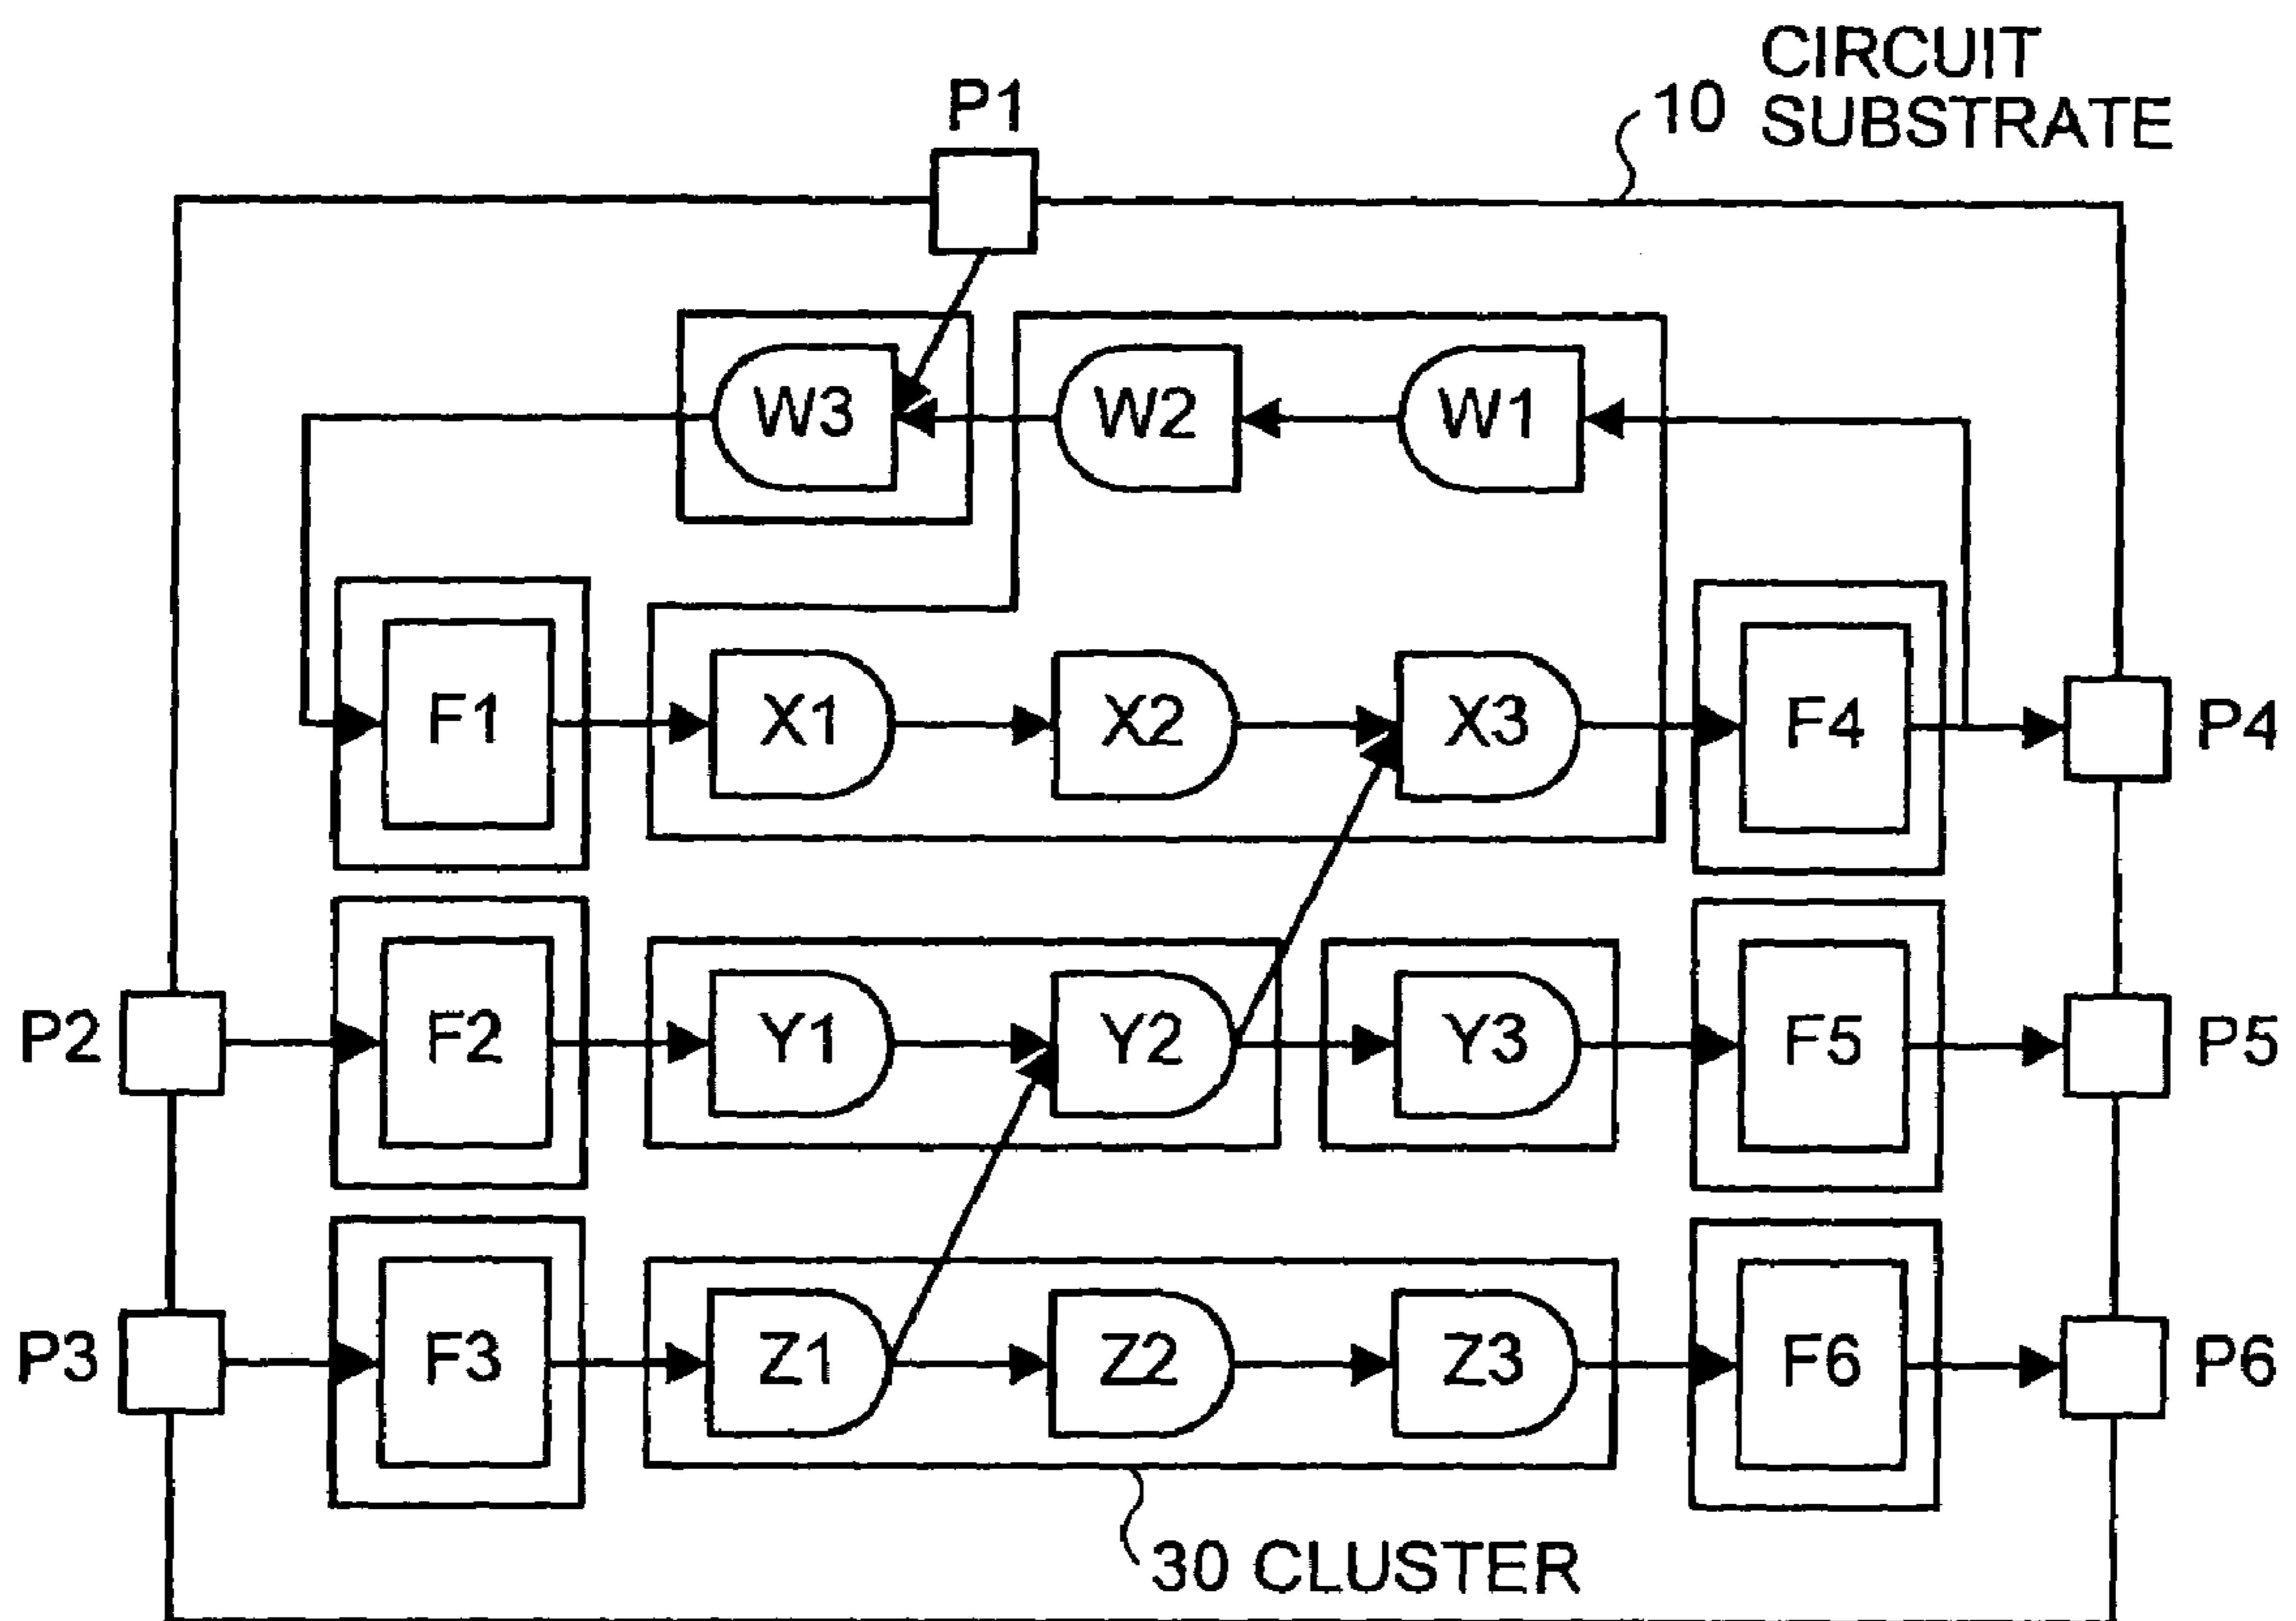 CIRCUIT
10 SUBSTRATE
P1
W3 W2 W1
F1 X1 X2 X3 F4 P4
P2 F2 Y1 Y2 Y3 F5 P5
P3 F3 Z1 Z2 Z3 F6 P6
30 CLUSTER